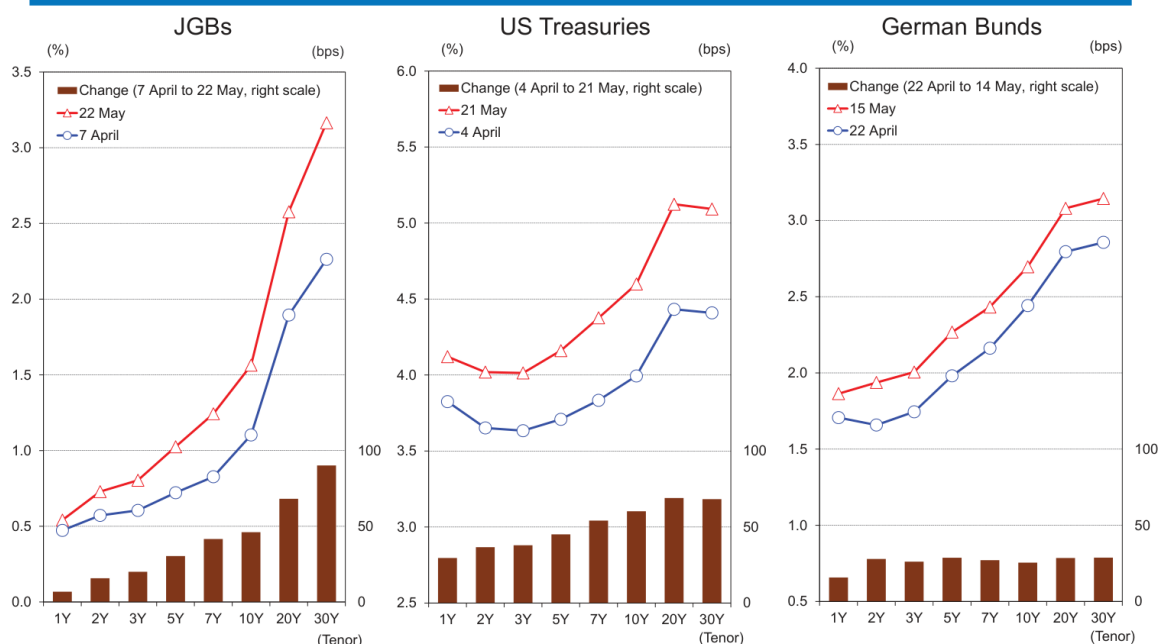 JGBs
(%) (bps)
Change (7 April to 22 May, right scale)
22 May
7 April
3.5
3.0
2.5
2.0
1.5
1.0 100
0.5 50
0.0 0
1Y 2Y 3Y 5Y 7Y 10Y 20Y 30Y
(Tenor)
US Treasuries
(%) (bps)
Change (4 April to 21 May, right scale)
21 May
4 April
6.0
5.5
5.0
4.5
4.0
3.5 100
3.0 50
2.5 0
1Y 2Y 3Y 5Y 7Y 10Y 20Y 30Y
(Tenor)
German Bunds
(%) (bps)
Change (22 April to 14 May, right scale)
15 May
22 April
4.0
3.5
3.0
2.5
2.0
1.5 100
1.0 50
0.5 0
1Y 2Y 3Y 5Y 7Y 10Y 20Y 30Y
(Tenor)